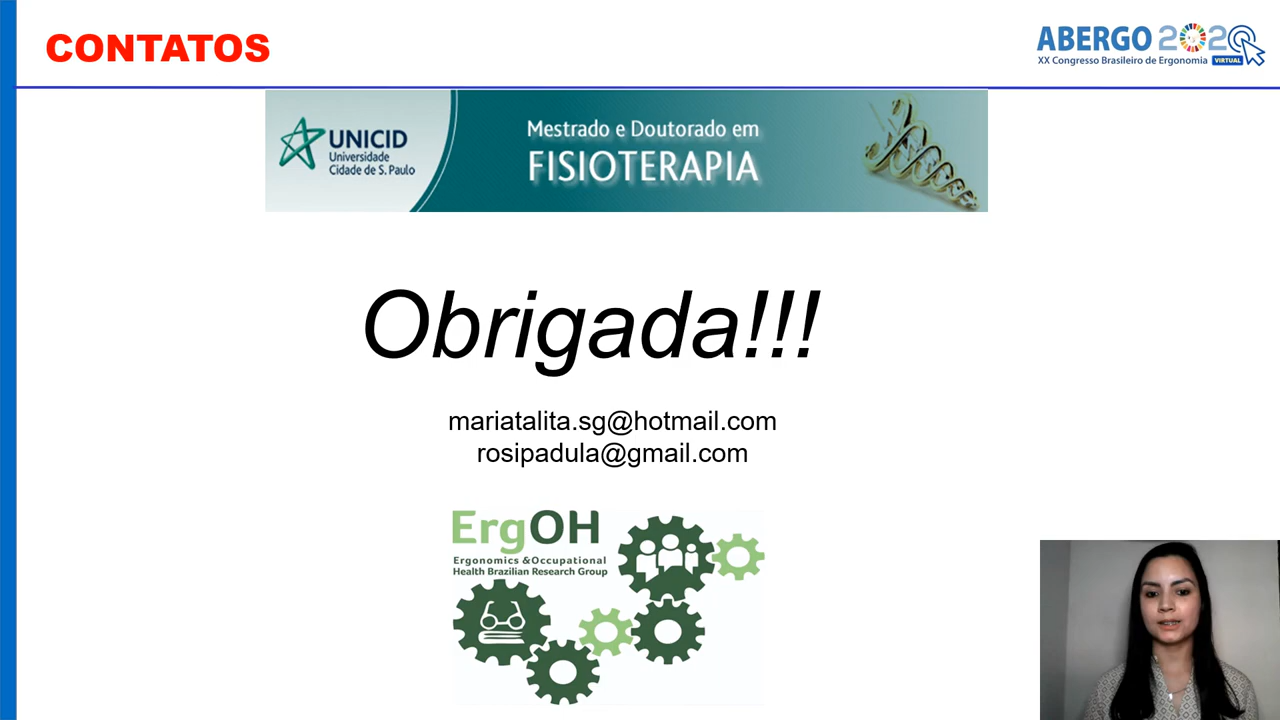 CONTATOS
ABERGO 2020
XX Congresso Brasileiro de Ergonomia VIRTUAL
UNICID
Universidade
Cidade de S. Paulo
Mestrado e Doutorado em
FISIOTERAPIA
Obrigada!!!
mariatalita.sg@hotmail.com
rosipadula@gmail.com
ErgOH
Ergonomics &Occupational
Health Brazilian Research Group